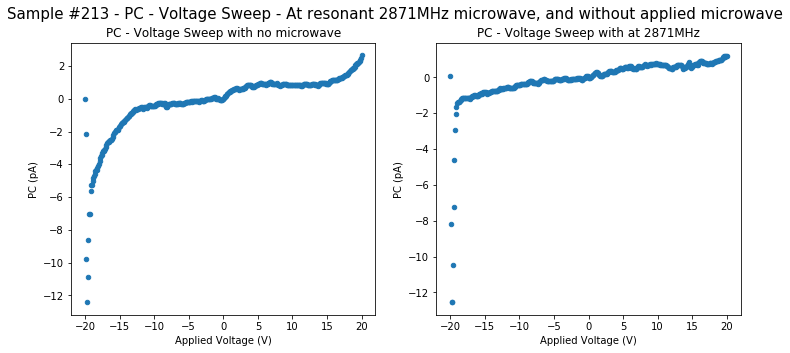 Sample #213 - PC - Voltage Sweep - At resonant 2871MHz microwave, and without applied microwave
PC - Voltage Sweep with no microwave
PC - Voltage Sweep with at 2871MHz
2
0
−2
−4
−6
−8
−10
−12
PC (pA)
−20 −15 −10 −5 0 5 10 15 20
Applied Voltage (V)
0
−2
−4
−6
−8
−10
−12
PC (pA)
−20 −15 −10 −5 0 5 10 15 20
Applied Voltage (V)